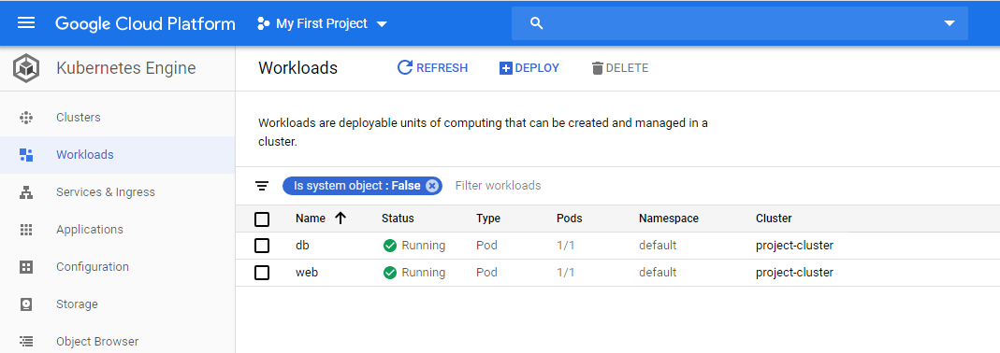 Google Cloud Platform My First Project
Kubernetes Engine Workloads REFRESH DEPLOY DELETE
Clusters
Workloads
Services & Ingress
Applications
Configuration
Storage
Object Browser
Workloads are deployable units of computing that can be created and managed in a
cluster.
Is system object : False Filter workloads
Name Status Type Pods Namespace Cluster
db Running Pod 1/1 default project-cluster
web Running Pod 1/1 default project-cluster